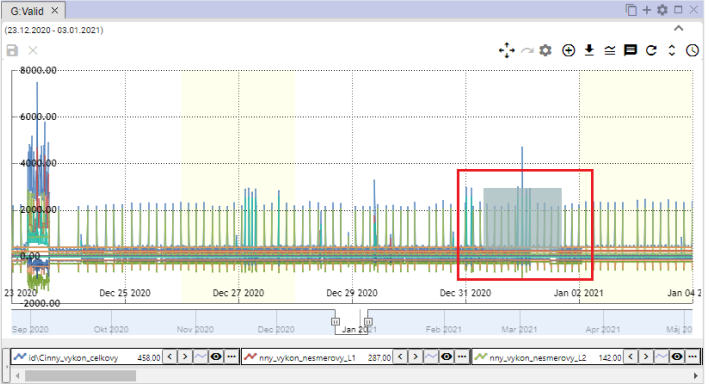 G:Valid
(23.12.2020 - 03.01.2021)
8000.00
6000.00
4000.00
2000.00
0.00
-2000.00
23 2020
Dec 25 2020
Dec 27 2020
Dec 29 2020
Dec 31 2020
Jan 02 2021
Jan 04 2
Sep 2020
Okt 2020
Nov 2020
Dec 2020
Jan 2021
Feb 2021
Mar 2021
Apr 2021
Máj 20
id\Cinny_vykon_celkovy 458.00
nny_vykon_nesmerovy_L1 287.00
nny_vykon_nesmerovy_L2 142.00